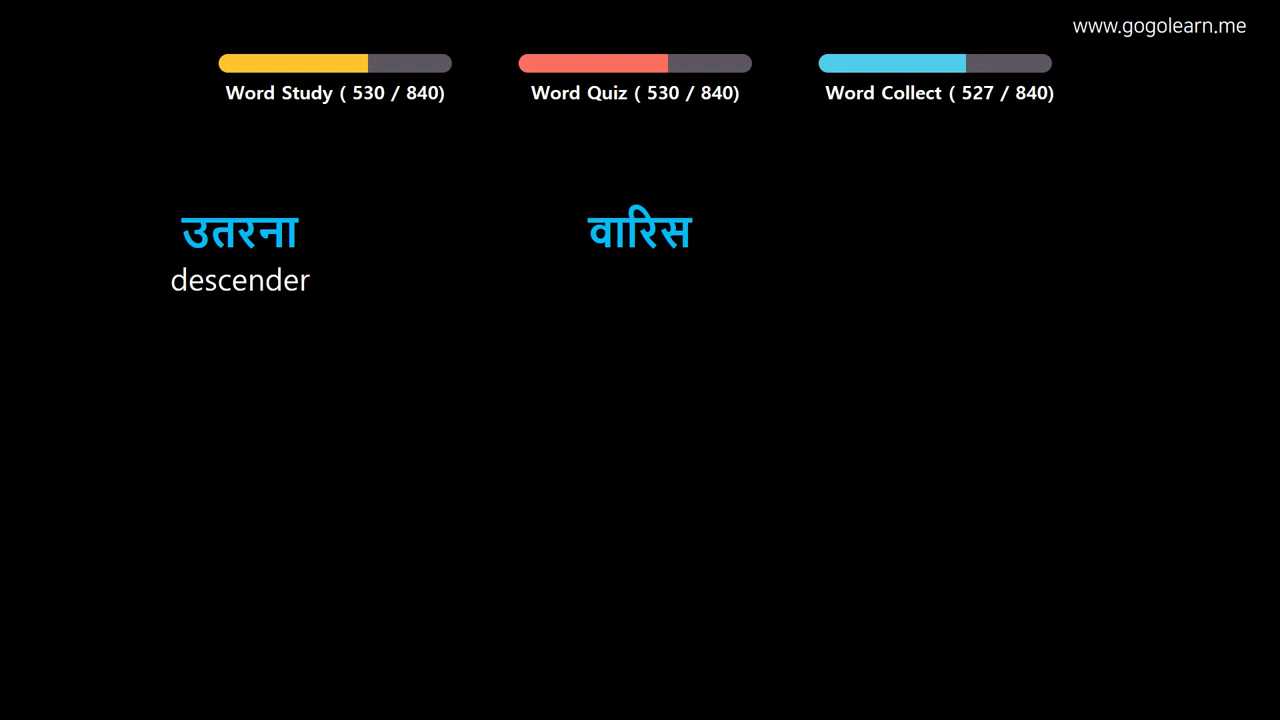 www.gogolearn.me
Word Study ( 530 / 840)
Word Quiz ( 530 / 840)
Word Collect ( 527 / 840)
उतरना
वारिस
descender